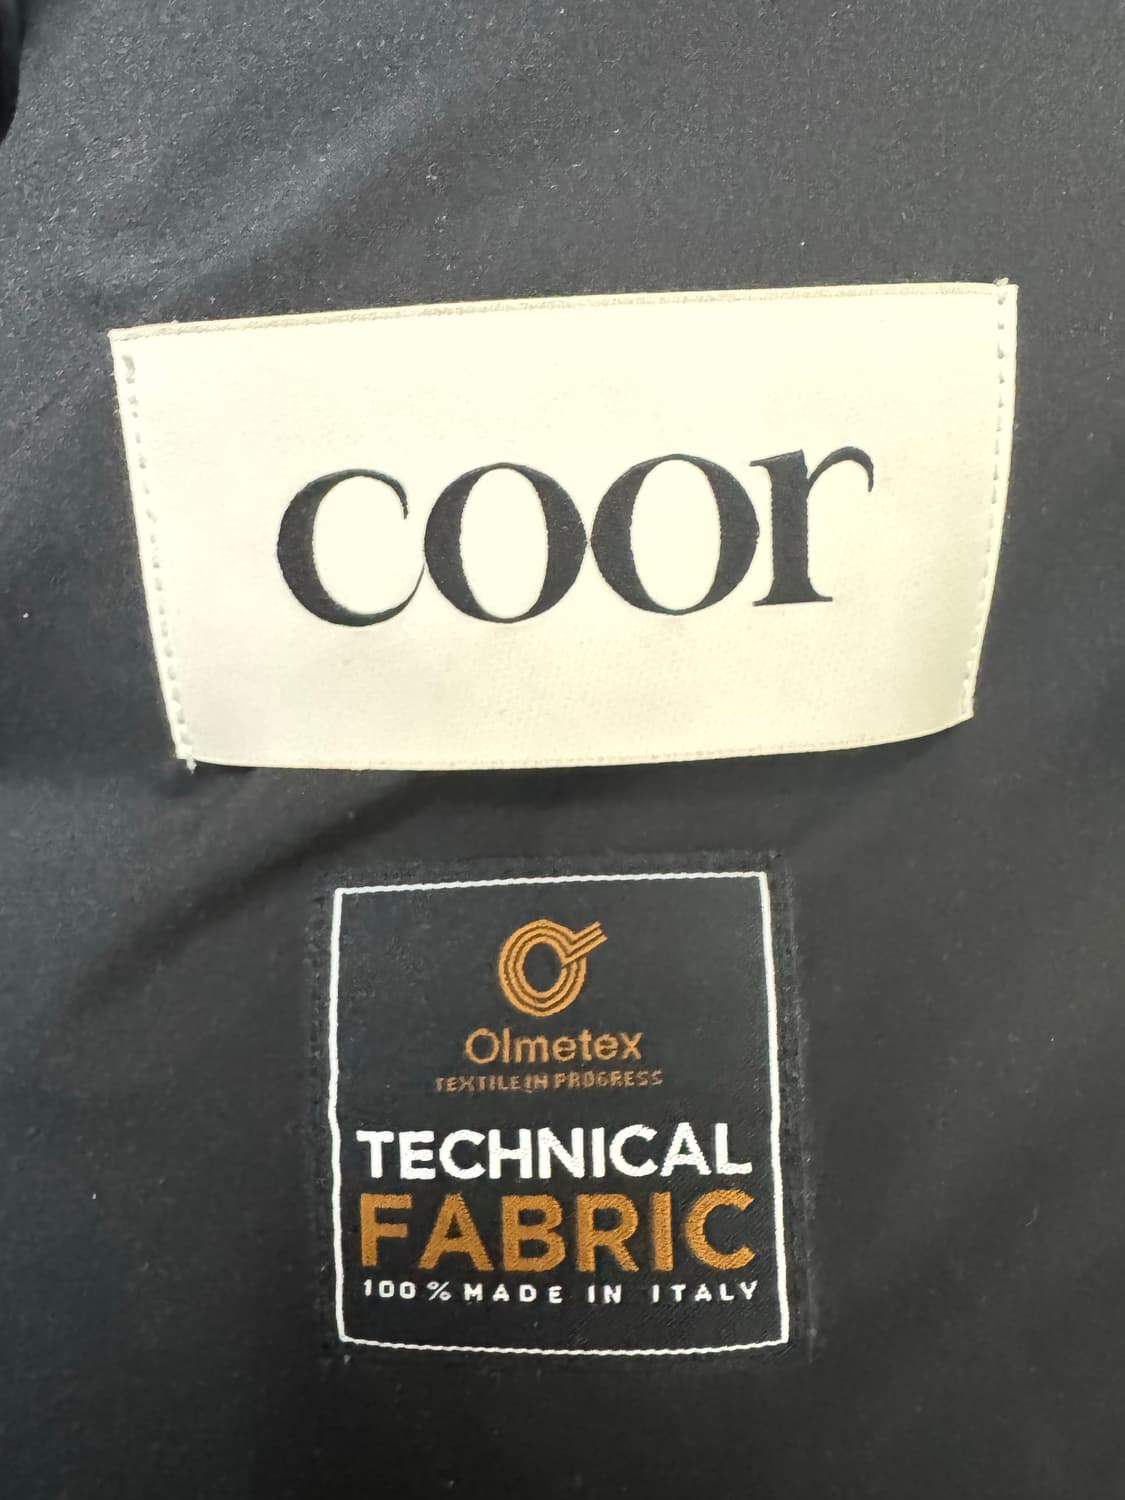 coor
Olmetex
TEXTILE IN PROGRESS
TECHNICAL
FABRIC
100% MADE IN ITALY